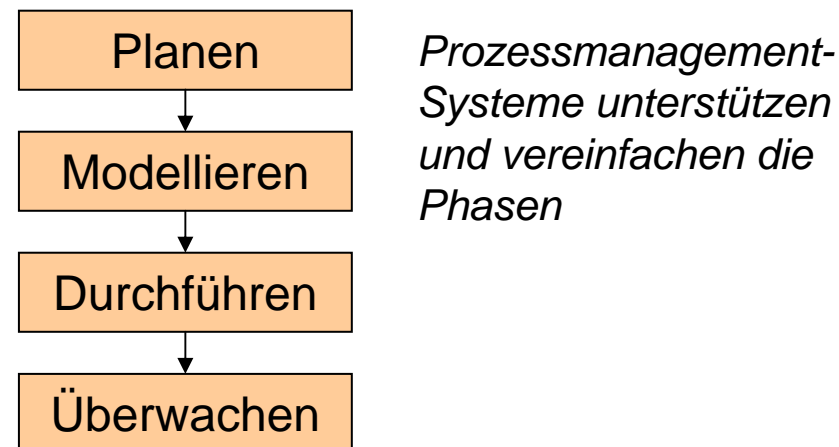 Planen
Modellieren
Durchführen
Überwachen
Prozessmanagement-
Systeme unterstützen
und vereinfachen die
Phasen